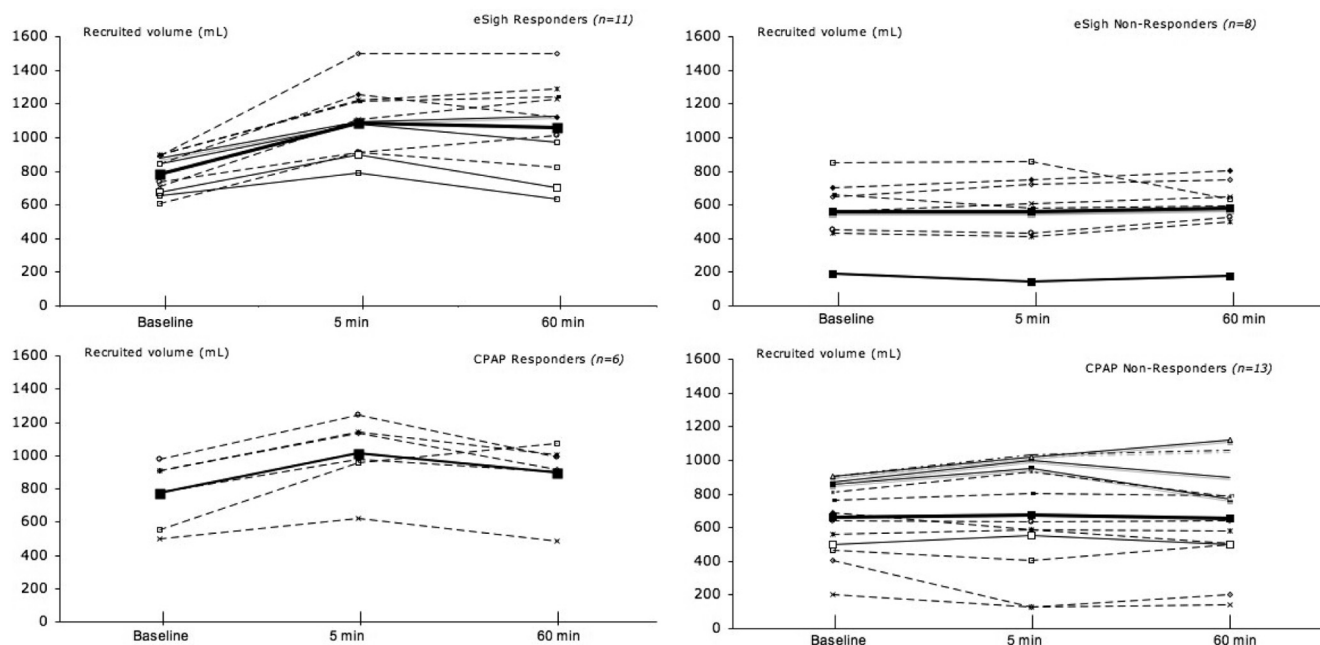 eSigh Responders (n=11)
Recruited volume (mL)
1600
1400
1200
1000
800
600
400
200
0
Baseline
5 min
60 min
eSigh Non-Responders (n=8)
Recruited volume (mL)
1600
1400
1200
1000
800
600
400
200
0
Baseline
5 min
60 min
CPAP Responders (n=6)
Recruited volume (mL)
1600
1400
1200
1000
800
600
400
200
0
Baseline
5 min
60 min
CPAP Non-Responders (n=13)
Recruited volume (mL)
1600
1400
1200
1000
800
600
400
200
0
Baseline
5 min
60 min